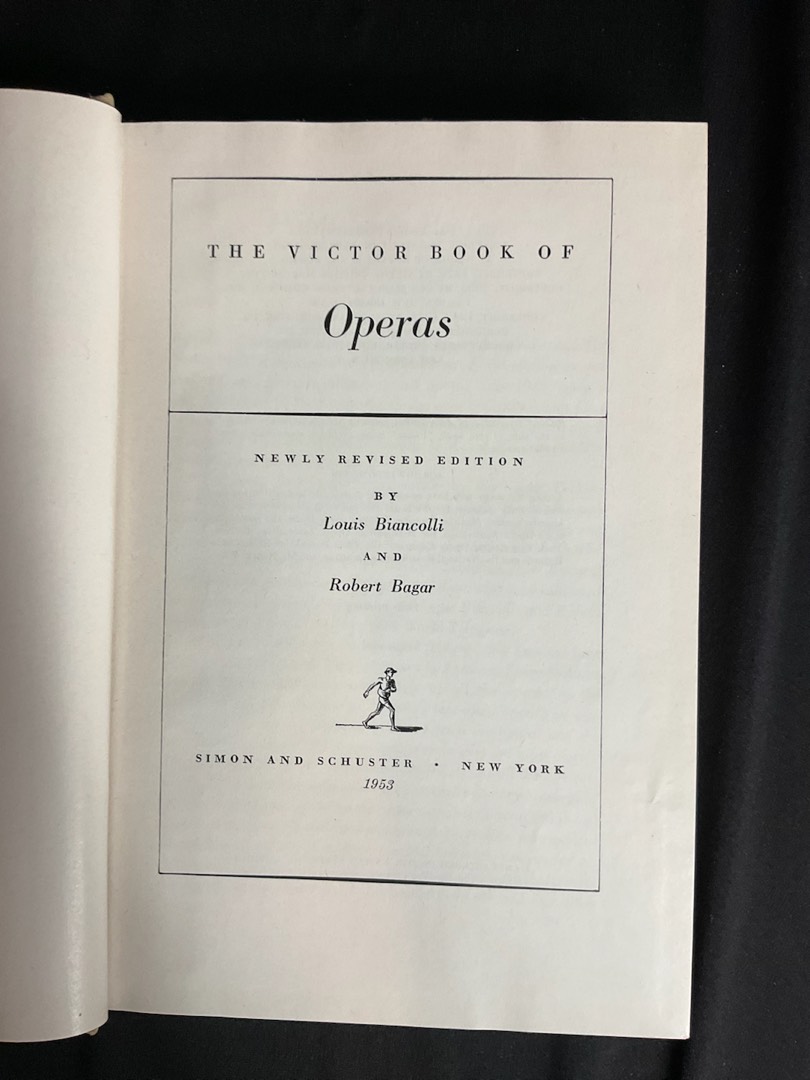 THE VICTOR BOOK OF
Operas
NEWLY REVISED EDITION
BY
Louis Biancolli
AND
Robert Bagar
SIMON AND SCHUSTER · NEW YORK
1953